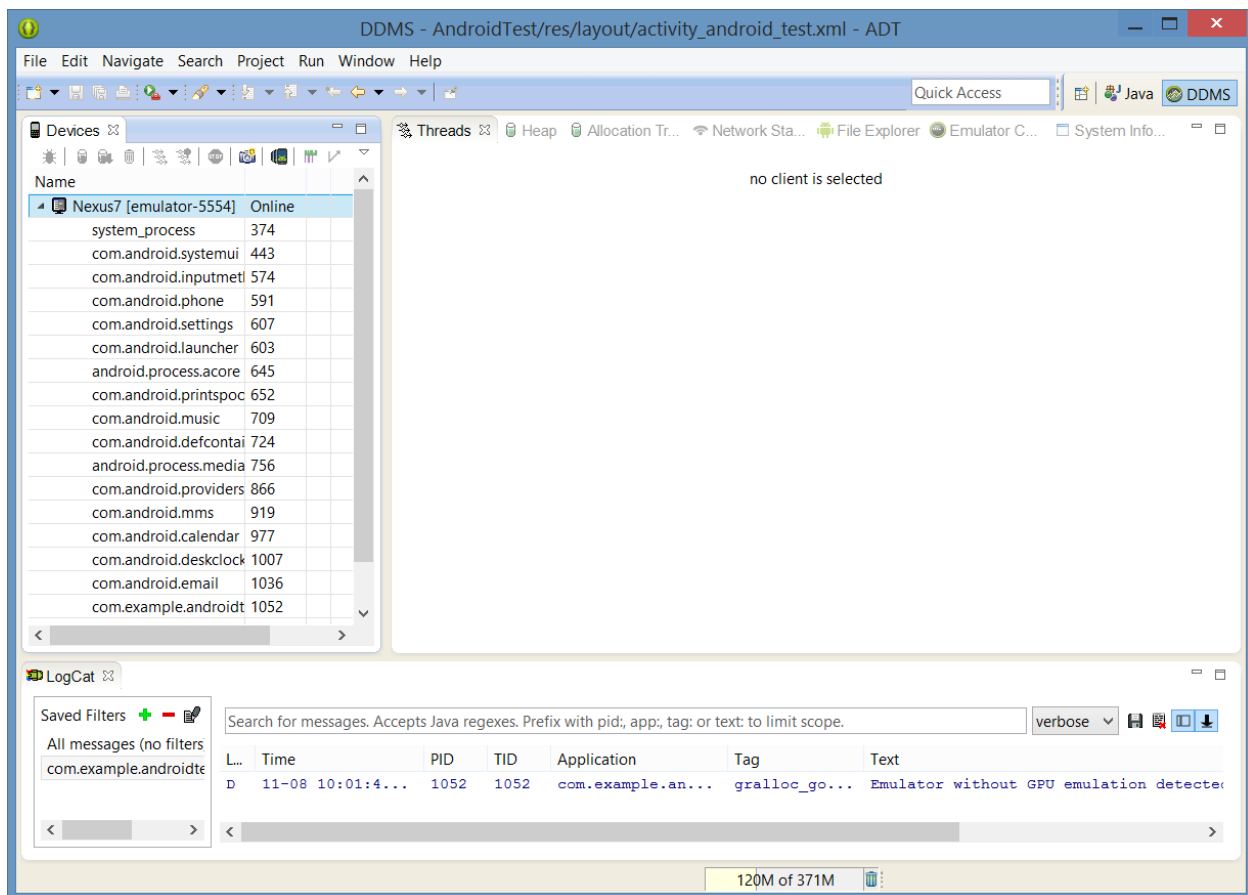 DDMS - AndroidTest/res/layout/activity_android_test.xml - ADT
File Edit Navigate Search Project Run Window Help
Quick Access Java DDMS
Devices
Threads Heap Allocation Tr... Network Sta... File Explorer Emulator C... System Info...
Name
no client is selected
Nexus7 [emulator-5554] Online
system_process 374
com.android.systemui 443
com.android.inputmetl 574
com.android.phone 591
com.android.settings 607
com.android.launcher 603
android.process.acore 645
com.android.printspoc 652
com.android.music 709
com.android.defcontai 724
android.process.media 756
com.android.providers 866
com.android.mms 919
com.android.calendar 977
com.android.deskclock 1007
com.android.email 1036
com.example.androidt 1052
LogCat
Saved Filters
Search for messages. Accepts Java regexes. Prefix with pid:, app:, tag: or text: to limit scope. verbose
All messages (no filters)
com.example.androidte
L... Time PID TID Application Tag Text
D 11-08 10:01:4... 1052 1052 com.example.an... gralloc_go... Emulator without GPU emulation detected
120M of 371M